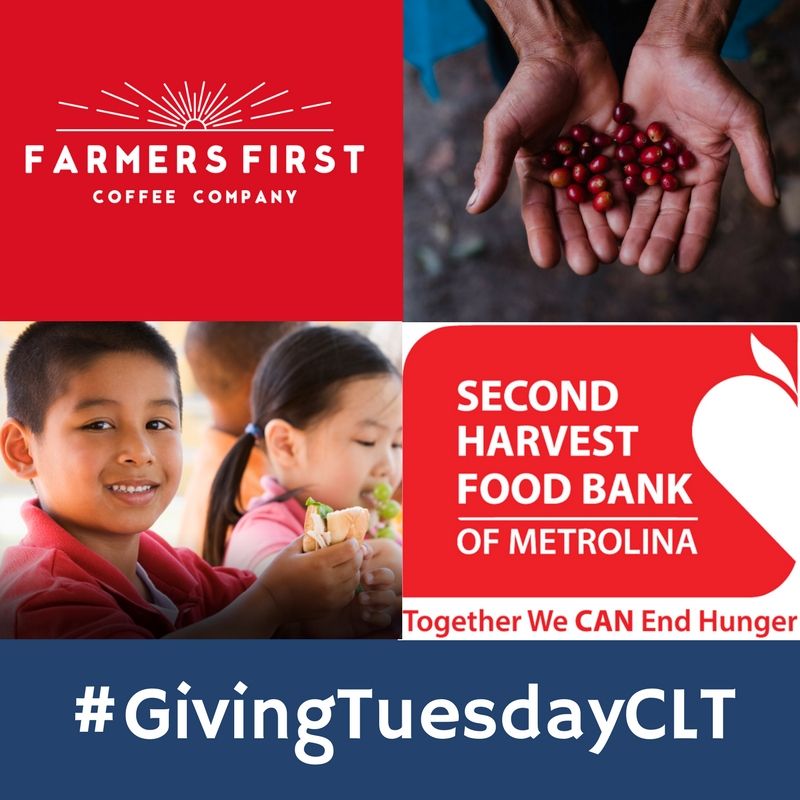 FARMERS FIRST
COFFEE COMPANY
SECOND
HARVEST
FOOD BANK
OF METROLINA
Together We CAN End Hunger
#GivingTuesdayCLT